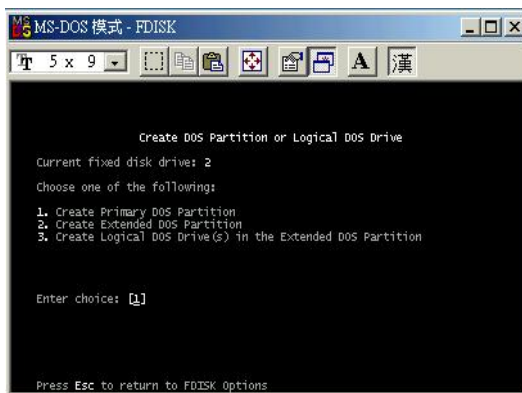 MS-DOS 模式 - FDISK
Tr 5 x 9 A 漢
Create DOS Partition or Logical DOS Drive
Current fixed disk drive: 2
Choose one of the following:
1. Create Primary DOS Partition
2. Create Extended DOS Partition
3. Create Logical DOS Drive(s) in the Extended DOS Partition
Enter choice: [1]
Press Esc to return to FDISK Options